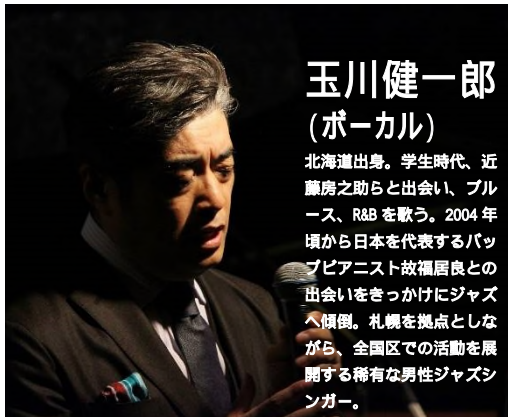 玉川健一郎
(ボーカル)
北海道出身。学生時代、近
藤房之助らと出会い、ブル
ース、R&Bを歌う。2004年
頃から日本を代表するバッ
プピアニスト故福居良との
出会いをきっかけにジャズ
へ傾倒。札幌を拠点としな
がら、全国区での活動を展
開する稀有な男性ジャズシ
ンガー。